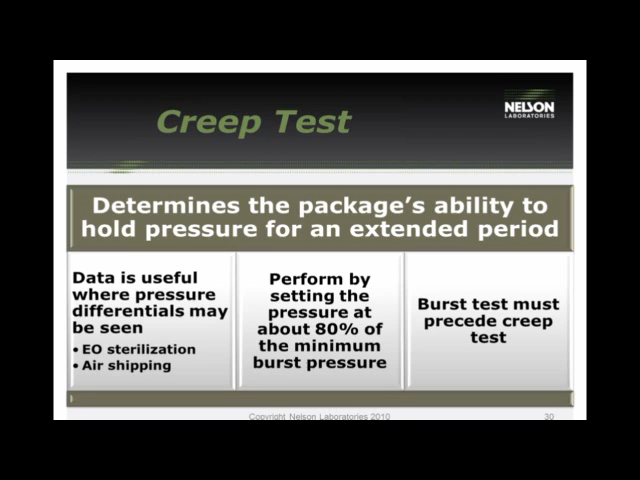 Creep Test
NELSON
LABORATORIES
Determines the package's ability to
hold pressure for an extended period
Data is useful
where pressure
differentials may
be seen
• EO sterilization
• Air shipping
Perform by
setting the
pressure at
about 80% of
the minimum
burst pressure
Burst test must
precede creep
test
Copyright Nelson Laboratories 2010
30